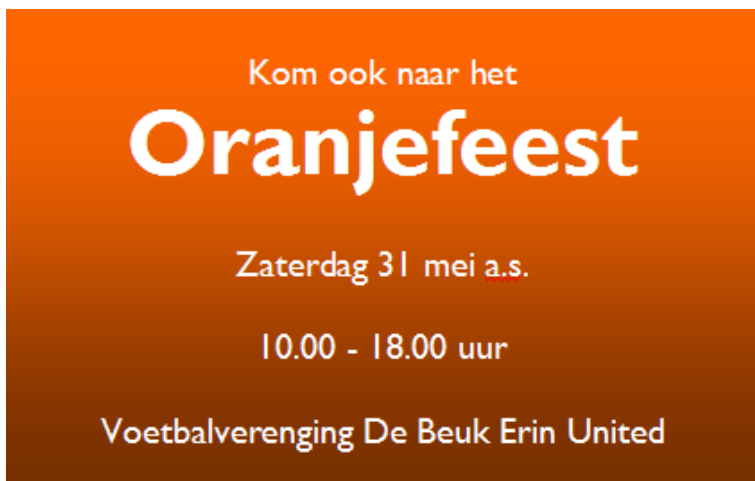 Kom ook naar het
Oranjefeest
Zaterdag 31 mei a.s.
10.00 - 18.00 uur
Voetbalverenging De Beuk Erin United